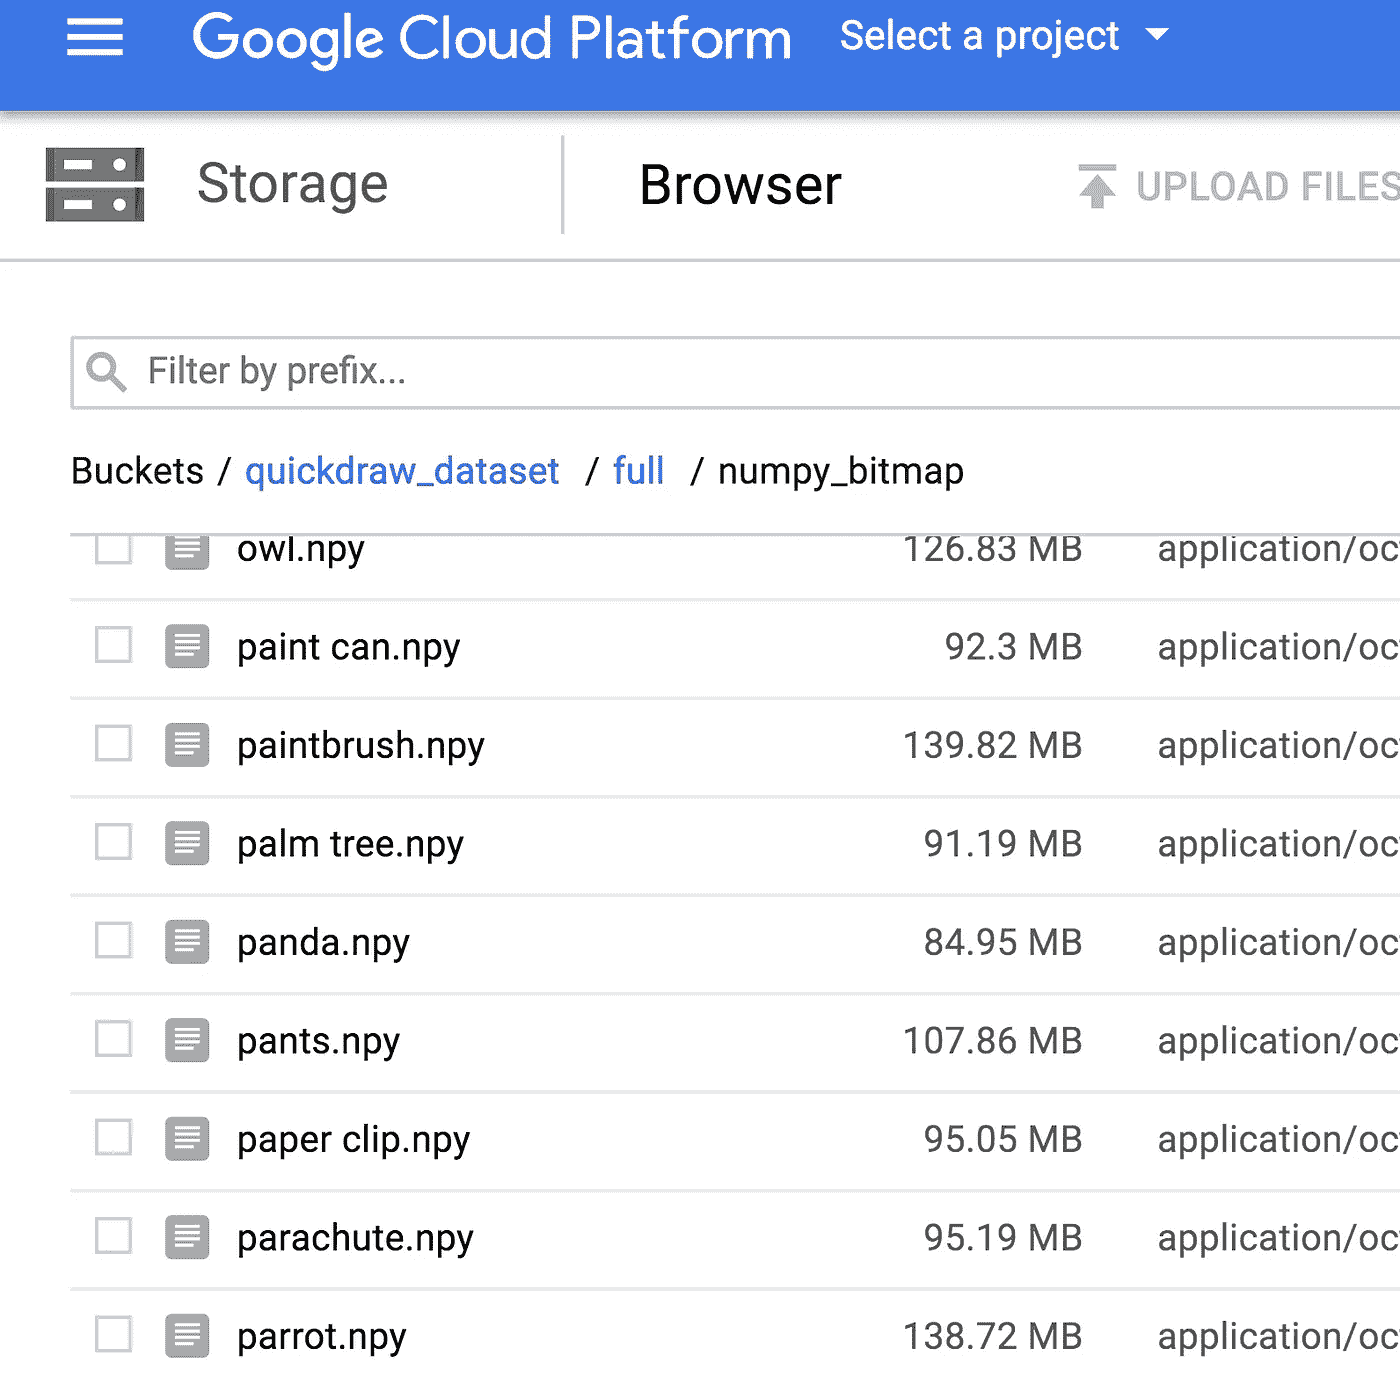 Google Cloud Platform Select a project
Storage Browser UPLOAD FILES
Filter by prefix...
Buckets / quickdraw_dataset / full / numpy_bitmap
owl.npy 126.83 MB application/oc
paint can.npy 92.3 MB application/oc
paintbrush.npy 139.82 MB application/oc
palm tree.npy 91.19 MB application/oc
panda.npy 84.95 MB application/oc
pants.npy 107.86 MB application/oc
paper clip.npy 95.05 MB application/oc
parachute.npy 95.19 MB application/oc
parrot.npy 138.72 MB application/oc